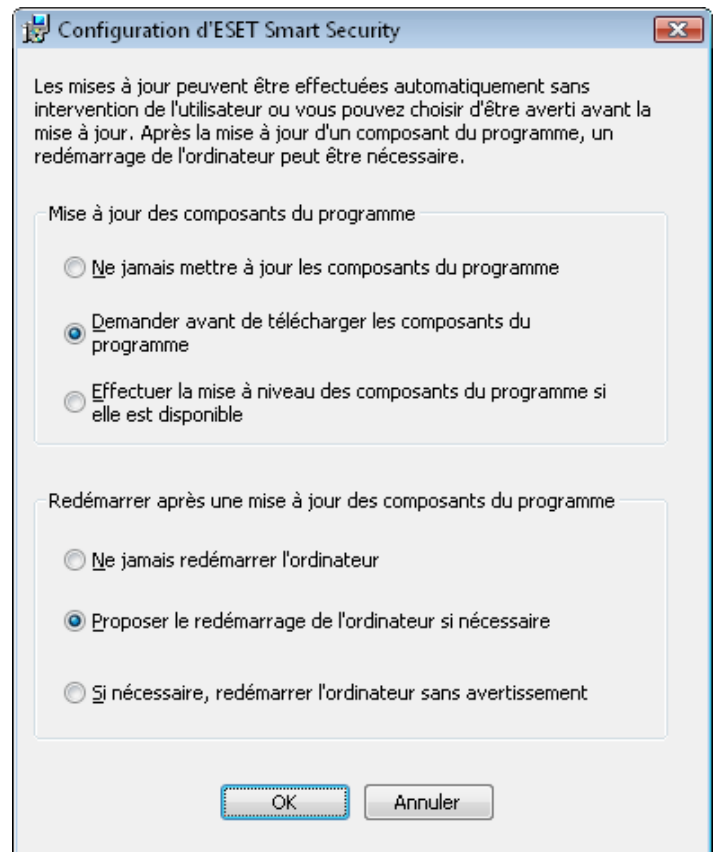 Configuration d'ESET Smart Security
Les mises à jour peuvent être effectuées automatiquement sans
intervention de l'utilisateur ou vous pouvez choisir d'être averti avant la
mise à jour. Après la mise à jour d'un composant du programme, un
redémarrage de l'ordinateur peut être nécessaire.
Mise à jour des composants du programme
Ne jamais mettre à jour les composants du programme
Demander avant de télécharger les composants du
programme
Effectuer la mise à niveau des composants du programme si
elle est disponible
Redémarrer après une mise à jour des composants du programme
Ne jamais redémarrer l'ordinateur
Proposer le redémarrage de l'ordinateur si nécessaire
Si nécessaire, redémarrer l'ordinateur sans avertissement
OK
Annuler